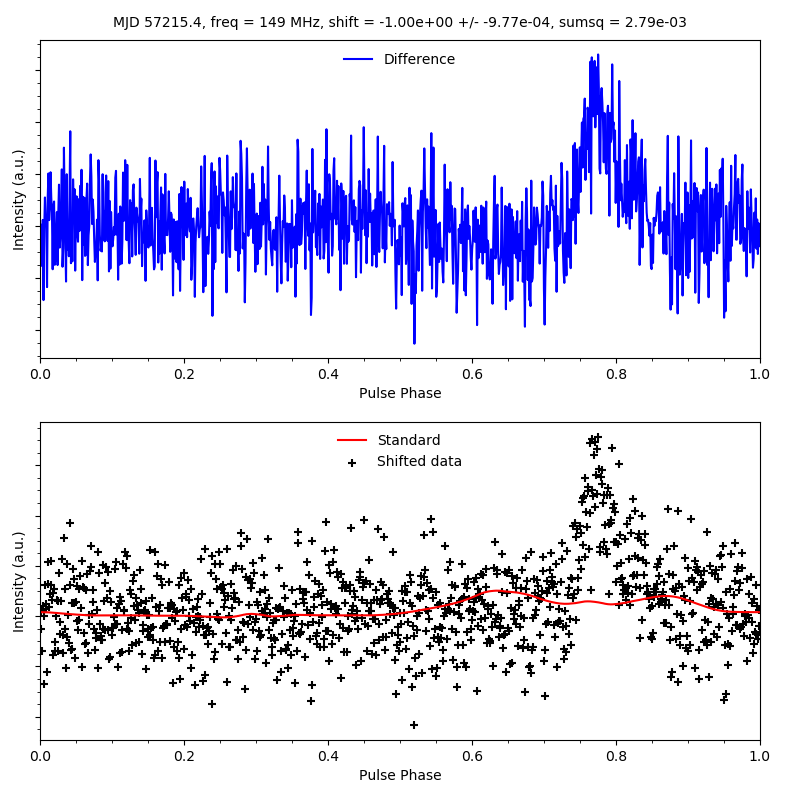 MJD 57215.4, freq = 149 MHz, shift = -1.00e+00 +/- -9.77e-04, sumsq = 2.79e-03
Difference
Intensity (a.u.)
0.0 0.2 0.4 0.6 0.8 1.0
Pulse Phase
Standard
Shifted data
Intensity (a.u.)
0.0 0.2 0.4 0.6 0.8 1.0
Pulse Phase